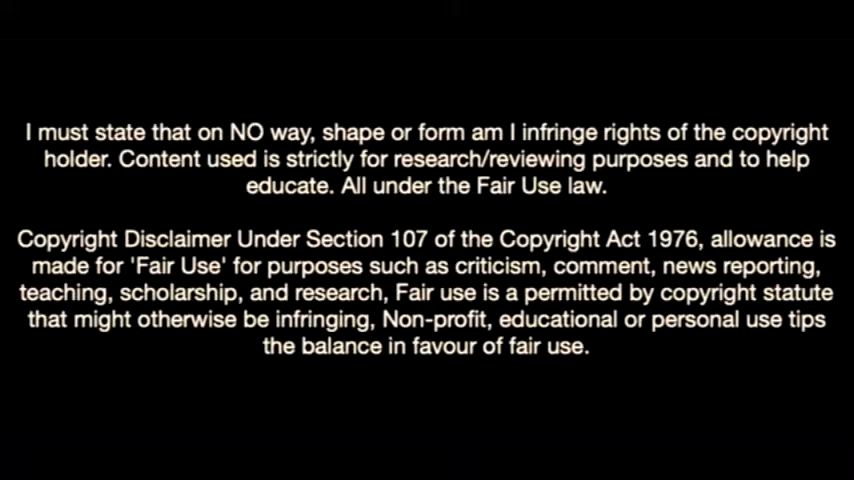 I must state that on NO way, shape or form am I infringe rights of the copyright
holder. Content used is strictly for research/reviewing purposes and to help
educate. All under the Fair Use law.
Copyright Disclaimer Under Section 107 of the Copyright Act 1976, allowance is
made for 'Fair Use' for purposes such as criticism, comment, news reporting,
teaching, scholarship, and research, Fair use is a permitted by copyright statute
that might otherwise be infringing, Non-profit, educational or personal use tips
the balance in favour of fair use.